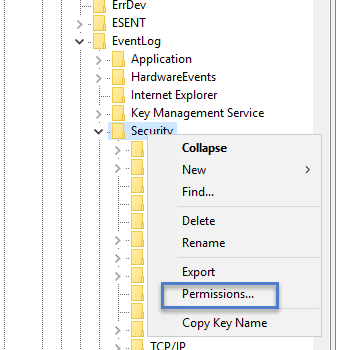 ErrDev
ESENT
EventLog
Application
HardwareEvents
Internet Explorer
Key Management Service
Security
Collapse
New
Find...
Delete
Rename
Export
Permissions...
Copy Key Name
TCP/IP